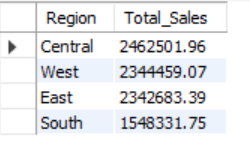 Region Total_Sales
Central 2462501.96
West 2344459.07
East 2342683.39
South 1548331.75